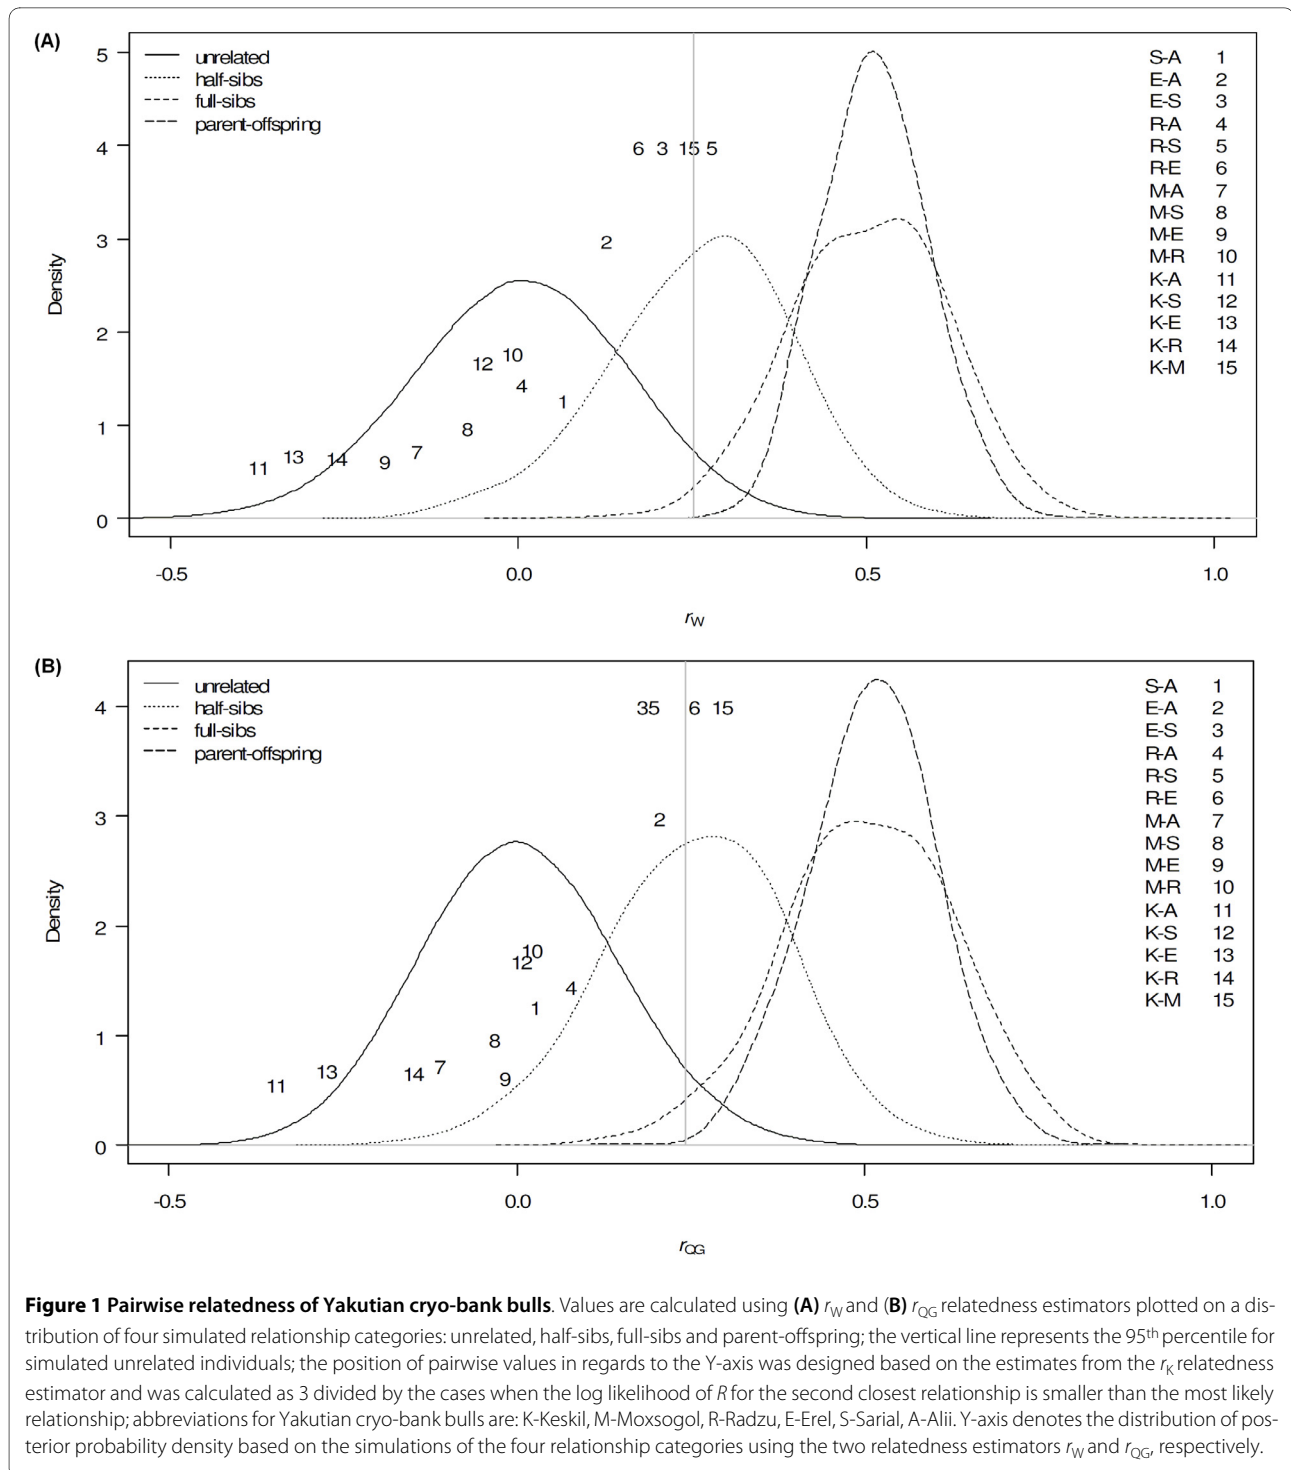 (A)
unrelated
half-sibs
full-sibs
parent-offspring
S-A 1
E-A 2
E-S 3
R-A 4
R-S 5
R-E 6
M-A 7
M-S 8
M-E 9
M-R 10
K-A 11
K-S 12
K-E 13
K-R 14
K-M 15
5
4
3
2
1
0
Density
6 3 15 5
2
12 10
4
1
8
11 13 14 9 7
-0.5 0.0 0.5 1.0
rW
(B)
unrelated
half-sibs
full-sibs
parent-offspring
S-A 1
E-A 2
E-S 3
R-A 4
R-S 5
R-E 6
M-A 7
M-S 8
M-E 9
M-R 10
K-A 11
K-S 12
K-E 13
K-R 14
K-M 15
4
3
2
1
0
Density
35 6 15
2
10
12
4
1
8
11 13 14 7 9
-0.5 0.0 0.5 1.0
rQG
Figure 1 Pairwise relatedness of Yakutian cryo-bank bulls. Values are calculated using (A) rW and (B) rQG relatedness estimators plotted on a dis-
tribution of four simulated relationship categories: unrelated, half-sibs, full-sibs and parent-offspring; the vertical line represents the 95th percentile for
simulated unrelated individuals; the position of pairwise values in regards to the Y-axis was designed based on the estimates from the rK relatedness
estimator and was calculated as 3 divided by the cases when the log likelihood of R for the second closest relationship is smaller than the most likely
relationship; abbreviations for Yakutian cryo-bank bulls are: K-Keskil, M-Moxsogol, R-Radzu, E-Erel, S-Sarial, A-Alii. Y-axis denotes the distribution of pos-
terior probability density based on the simulations of the four relationship categories using the two relatedness estimators rW and rQG, respectively.